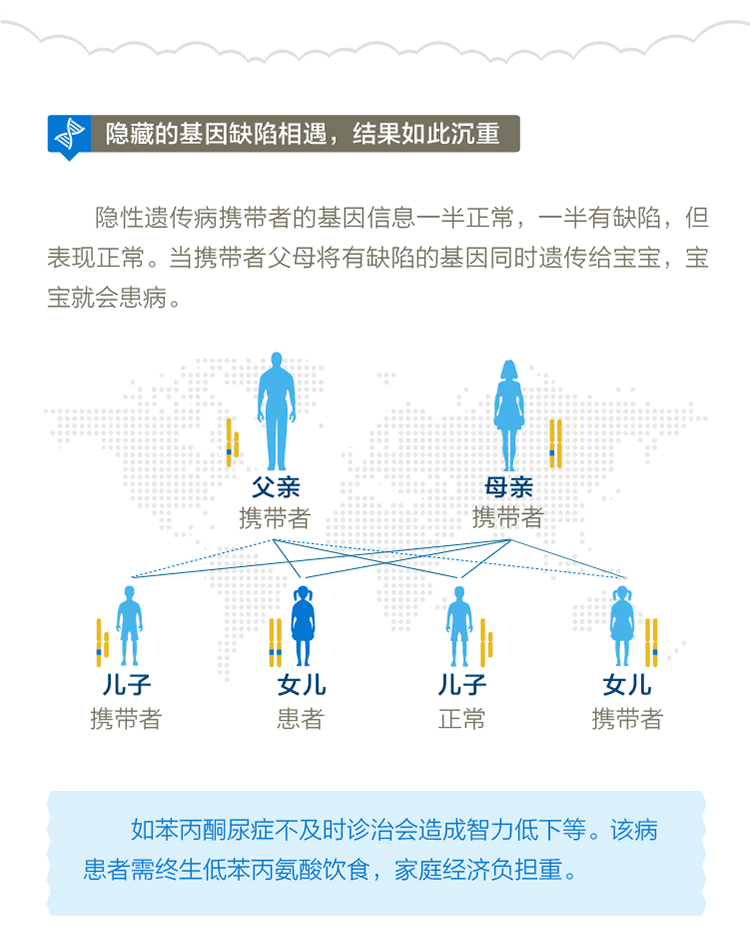 隐藏的基因缺陷相遇，结果如此沉重
隐性遗传病携带者的基因信息一半正常，一半有缺陷，但
表现正常。当携带者父母将有缺陷的基因同时遗传给宝宝，宝
宝就会患病。
父亲 母亲
携带者 携带者
儿子 女儿 儿子 女儿
携带者 患者 正常 携带者
如苯丙酮尿症不及时诊治会造成智力低下等。该病
患者需终生低苯丙氨酸饮食，家庭经济负担重。